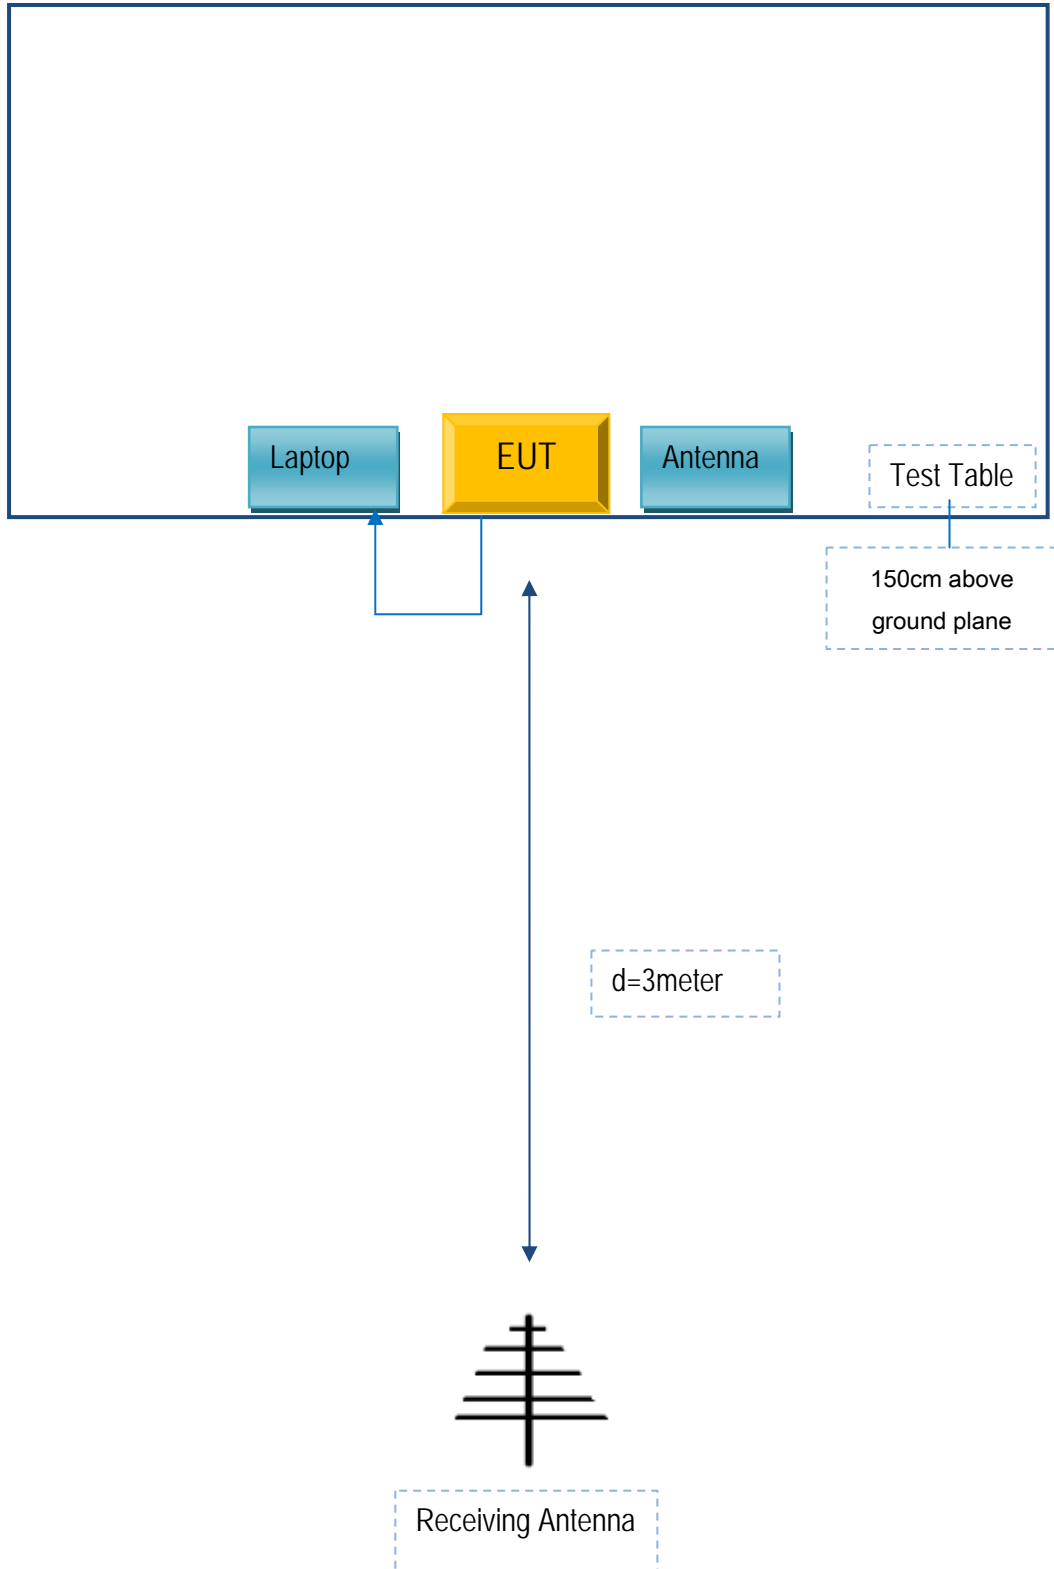 Laptop
EUT
Antenna
Test Table
150cm above
ground plane
d=3meter
Receiving Antenna